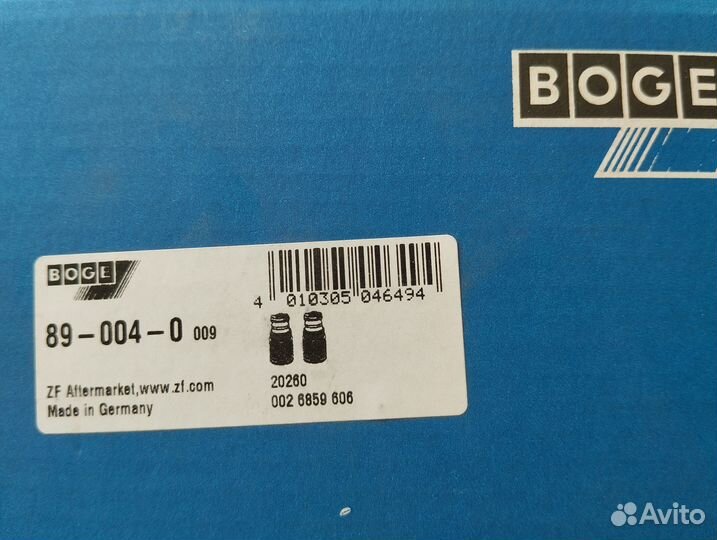 BOGE
BOGE
4 010305 046494
89-004-0 009
ZF Aftermarket,www.zf.com
Made in Germany
20260
002 6859 606
Avito